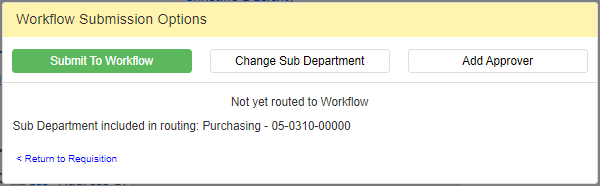 Workflow Submission Options
Submit To Workflow Change Sub Department Add Approver
Not yet routed to Workflow
Sub Department included in routing: Purchasing - 05-0310-00000
< Return to Requisition